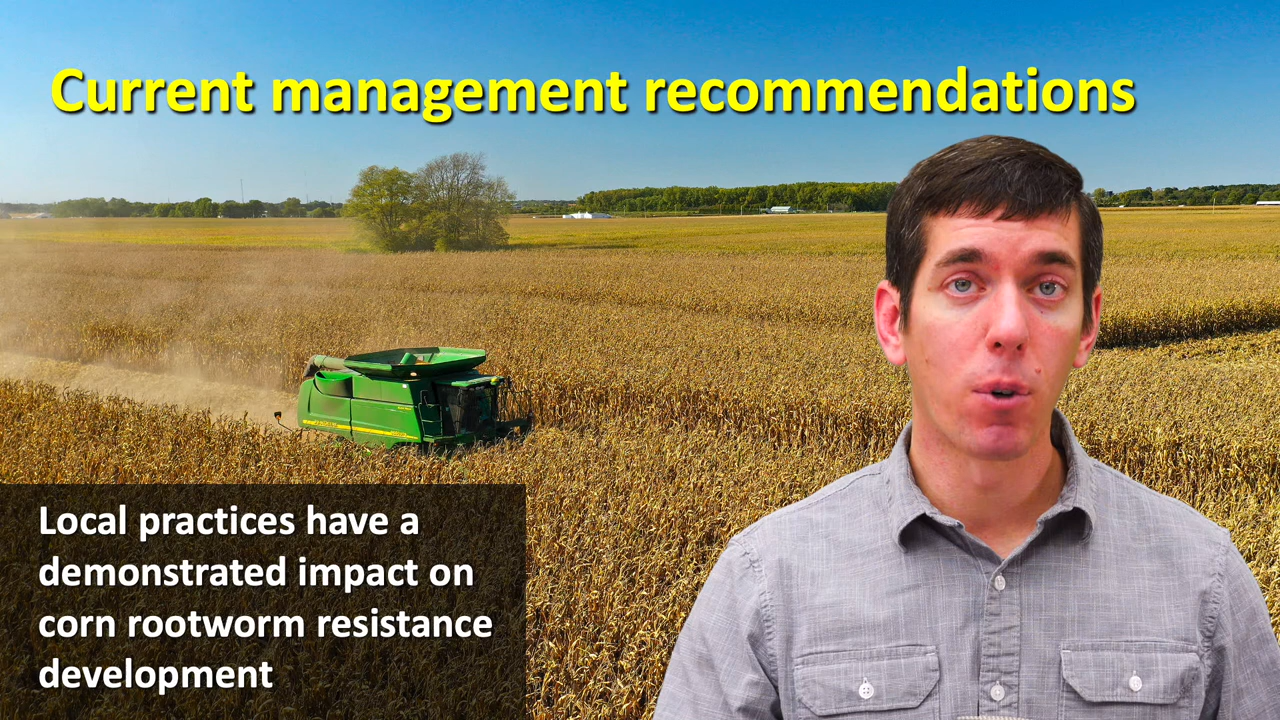 Current management recommendations
Local practices have a
demonstrated impact on
corn rootworm resistance
development